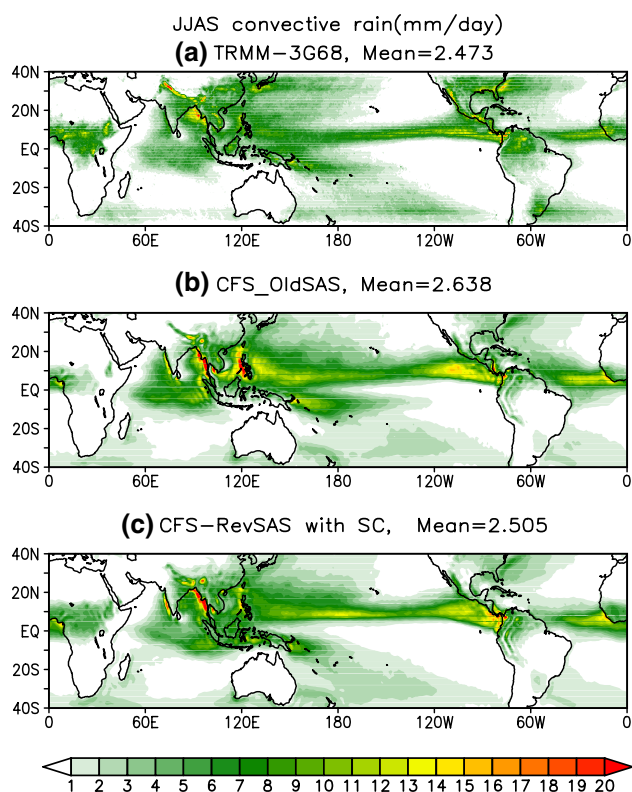 JJAS convective rain(mm/day)
(a) TRMM-3G68, Mean=2.473
40N
20N
EQ
20S
40S
0 60E 120E 180 120W 60W 0
(b) CFS_OldSAS, Mean=2.638
40N
20N
EQ
20S
40S
0 60E 120E 180 120W 60W 0
(c) CFS-RevSAS with SC, Mean=2.505
40N
20N
EQ
20S
40S
0 60E 120E 180 120W 60W 0
1 2 3 4 5 6 7 8 9 10 11 12 13 14 15 16 17 18 19 20